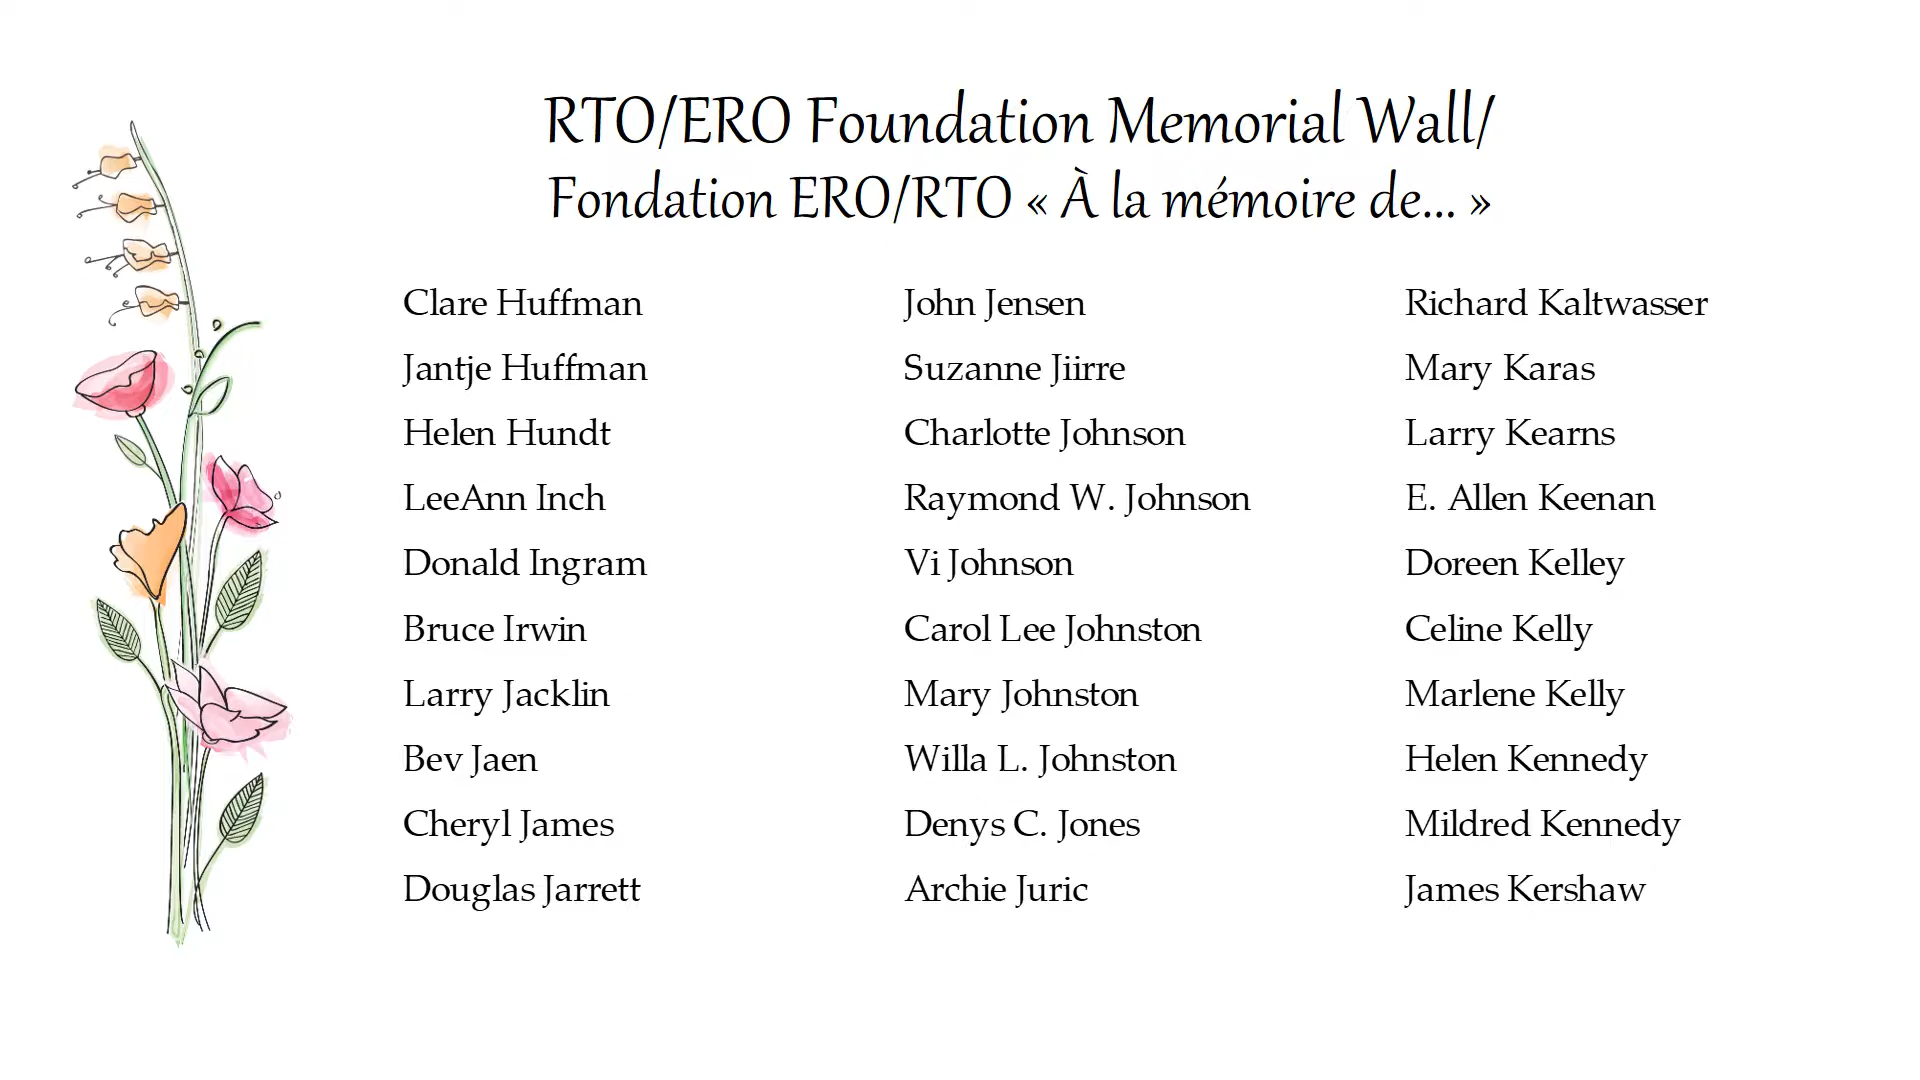 RTO/ERO Foundation Memorial Wall/
Fondation ERO/RTO « À la mémoire de... »
Clare Huffman
Jantje Huffman
Helen Hundt
LeeAnn Inch
Donald Ingram
Bruce Irwin
Larry Jacklin
Bev Jaen
Cheryl James
Douglas Jarrett
John Jensen
Suzanne Jiirre
Charlotte Johnson
Raymond W. Johnson
Vi Johnson
Carol Lee Johnston
Mary Johnston
Willa L. Johnston
Denys C. Jones
Archie Juric
Richard Kaltwasser
Mary Karas
Larry Kearns
E. Allen Keenan
Doreen Kelley
Celine Kelly
Marlene Kelly
Helen Kennedy
Mildred Kennedy
James Kershaw